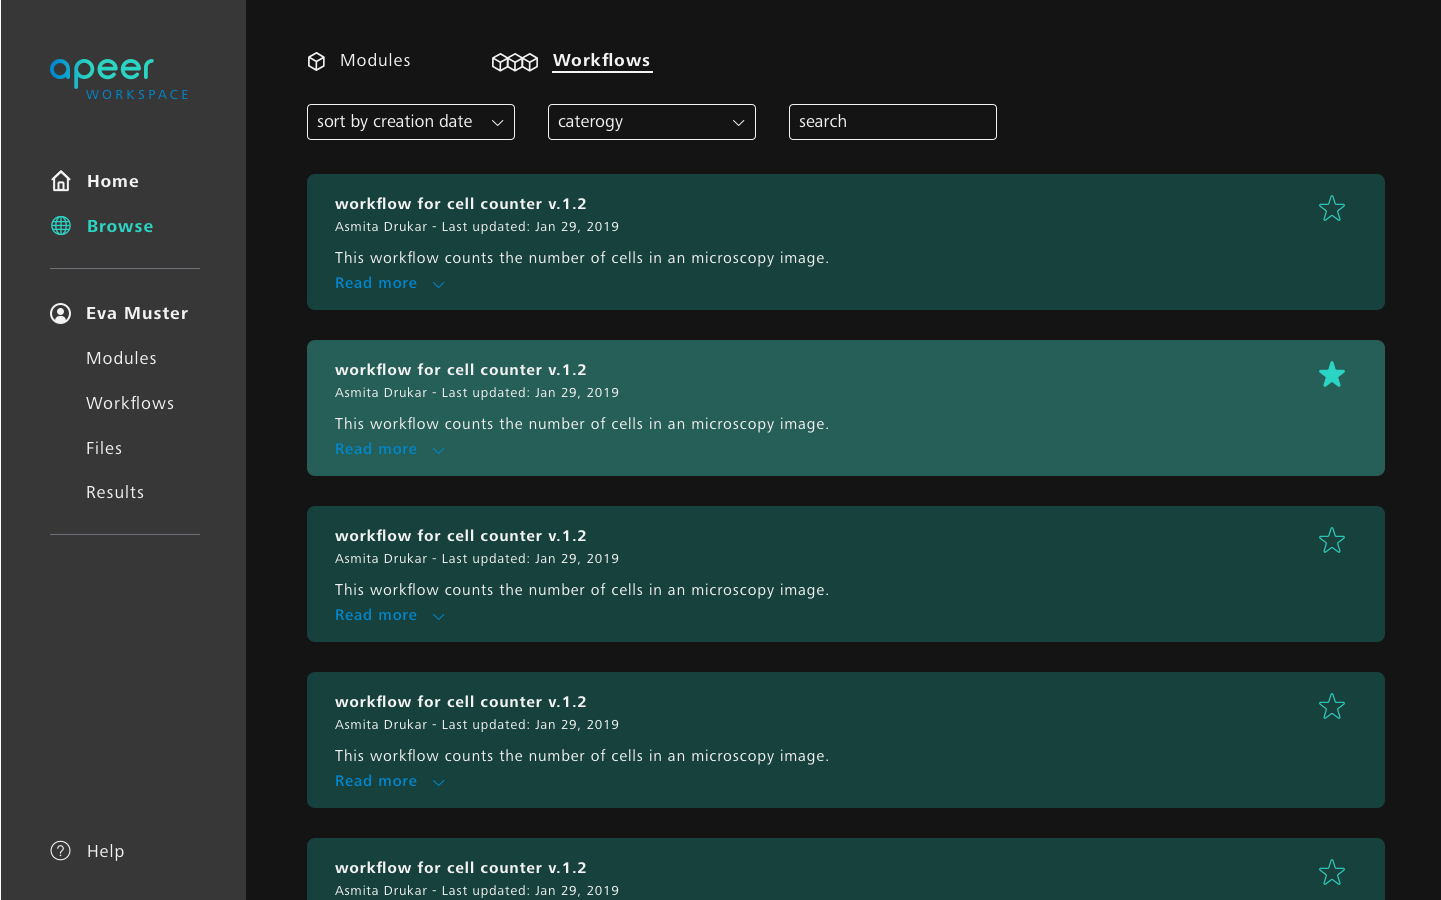 apeer
WORKSPACE
Home
Browse
Eva Muster
Modules
Workflows
Files
Results
Help
Modules
Workflows
sort by creation date
caterogy
search
workflow for cell counter v.1.2
Asmita Drukar - Last updated: Jan 29, 2019
This workflow counts the number of cells in an microscopy image.
Read more
workflow for cell counter v.1.2
Asmita Drukar - Last updated: Jan 29, 2019
This workflow counts the number of cells in an microscopy image.
Read more
workflow for cell counter v.1.2
Asmita Drukar - Last updated: Jan 29, 2019
This workflow counts the number of cells in an microscopy image.
Read more
workflow for cell counter v.1.2
Asmita Drukar - Last updated: Jan 29, 2019
This workflow counts the number of cells in an microscopy image.
Read more
workflow for cell counter v.1.2
Asmita Drukar - Last updated: Jan 29, 2019